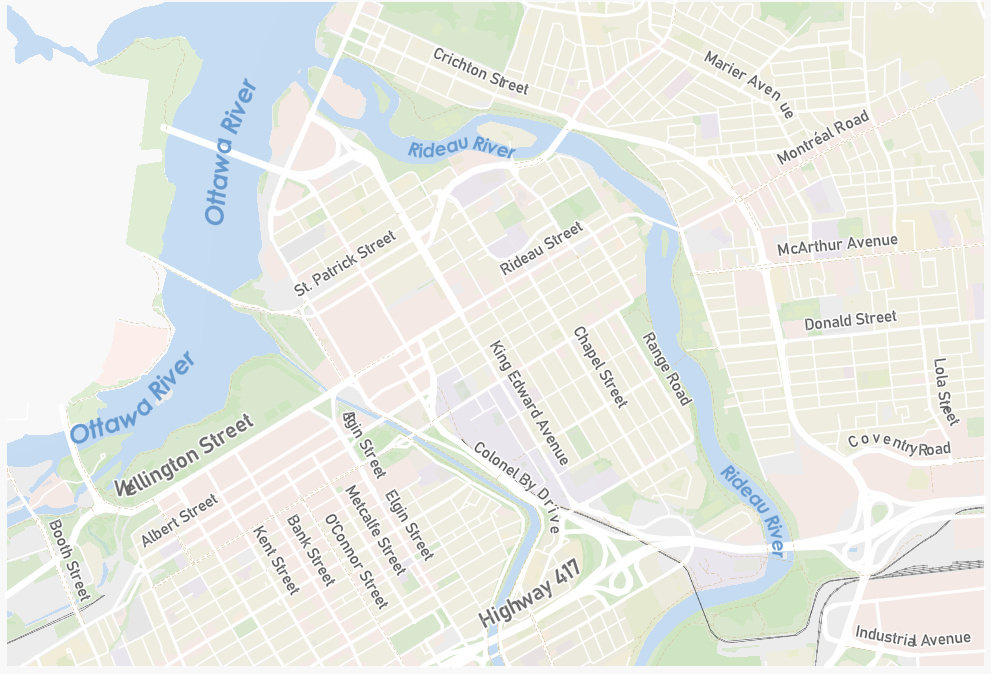 Crichton Street
Marier Avenue
Ottawa River
Rideau River
Montréal Road
St. Patrick Street
Rideau Street
McArthur Avenue
Donald Street
Ottawa River
King Edward Avenue
Chapel Street
Range Road
Lola Street
Wellington Street
Elgin Street
Colonel By Drive
Coventry Road
Rideau River
Albert Street
Booth Street
Kent Street
Bank Street
O'Connor Street
Metcalfe Street
Elgin Street
Highway 417
Industrial Avenue